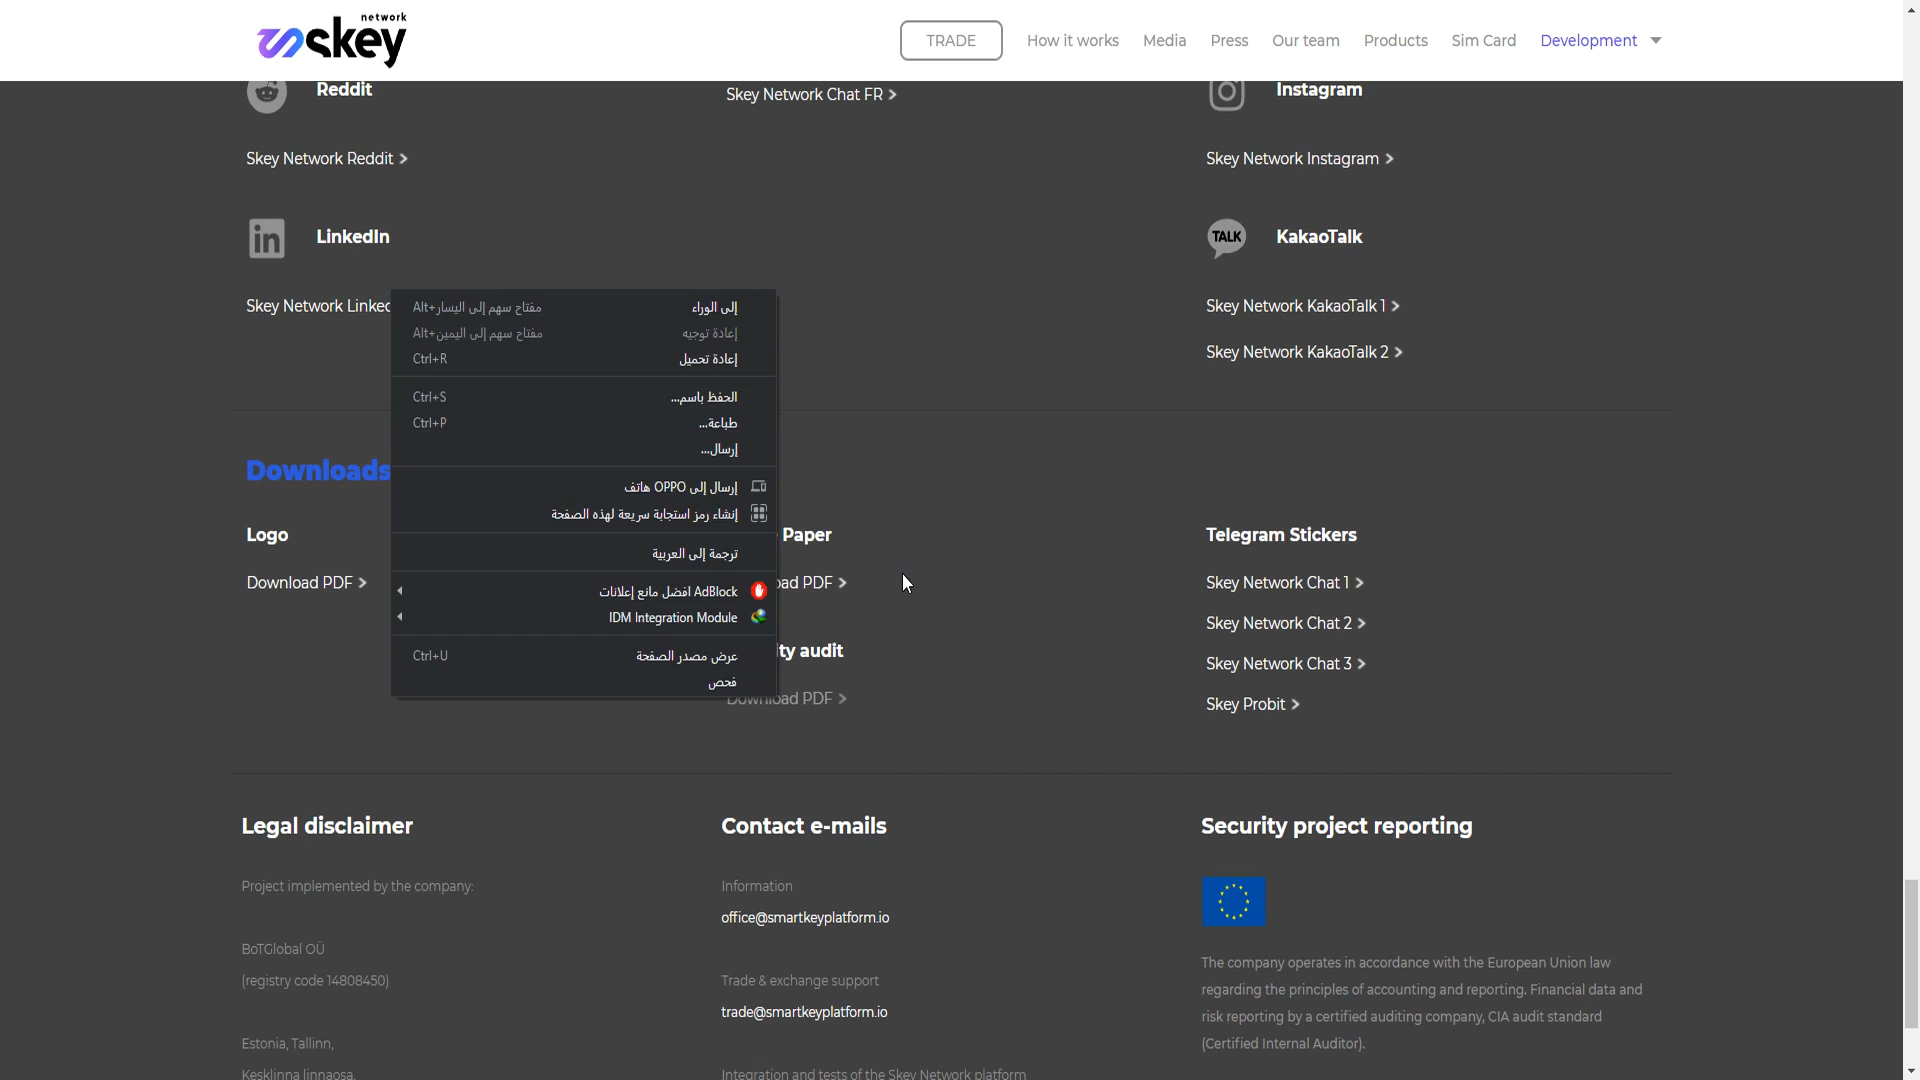 network
skey
TRADE
How it works
Media
Press
Our team
Products
Sim Card
Development
Reddit
Skey Network Reddit >
LinkedIn
Skey Network Chat FR >
Instagram
Skey Network Instagram >
TALK
KakaoTalk
Skey Network KakaoTalk 1 >
Skey Network KakaoTalk 2 >
Skey Network
إلى الوراء Alt+مفتاح سهم إلى اليسار
إعادة توجيه Alt+مفتاح سهم إلى اليمين
إعادة تحميل Ctrl+R
الحفظ باسم... Ctrl+S
طباعة... Ctrl+P
إرسال...
إرسال إلى OPPO هاتف
إنشاء رمز استجابة سريعة لهذه الصفحة
ترجمة إلى العربية
AdBlock افضل مانع إعلانات
IDM Integration Module
عرض مصدر الصفحة Ctrl+U
فحص
Downloads
Logo
Download PDF >
Paper
PDF >
audit
Download PDF >
Telegram Stickers
Skey Network Chat 1 >
Skey Network Chat 2 >
Skey Network Chat 3 >
Skey Probit >
Legal disclaimer
Project implemented by the company:
BoTGlobal OÜ
(registry code 14808450)
Estonia, Tallinn,
Kesklinna linnaosa,
Contact e-mails
Information
office@smartkeyplatform.io
Trade & exchange support
trade@smartkeyplatform.io
Integration and tests of the Skey Network platform
Security project reporting
The company operates in accordance with the European Union law
regarding the principles of accounting and reporting. Financial data and
risk reporting by a certified auditing company, CIA audit standard
(Certified Internal Auditor).